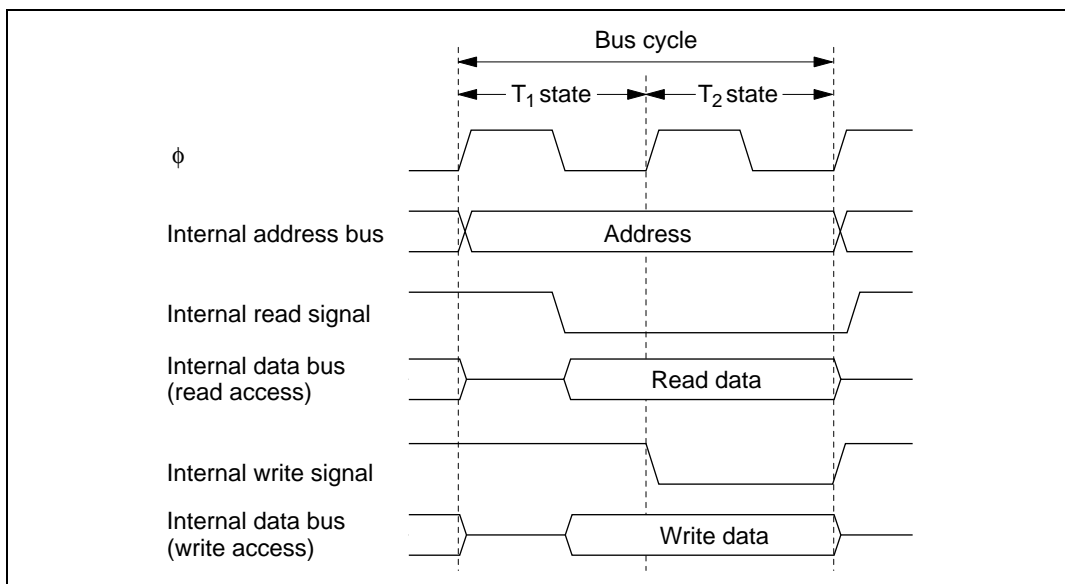 Bus cycle
T1 state
T2 state
ϕ
Internal address bus
Address
Internal read signal
Internal data bus
(read access)
Read data
Internal write signal
Internal data bus
(write access)
Write data